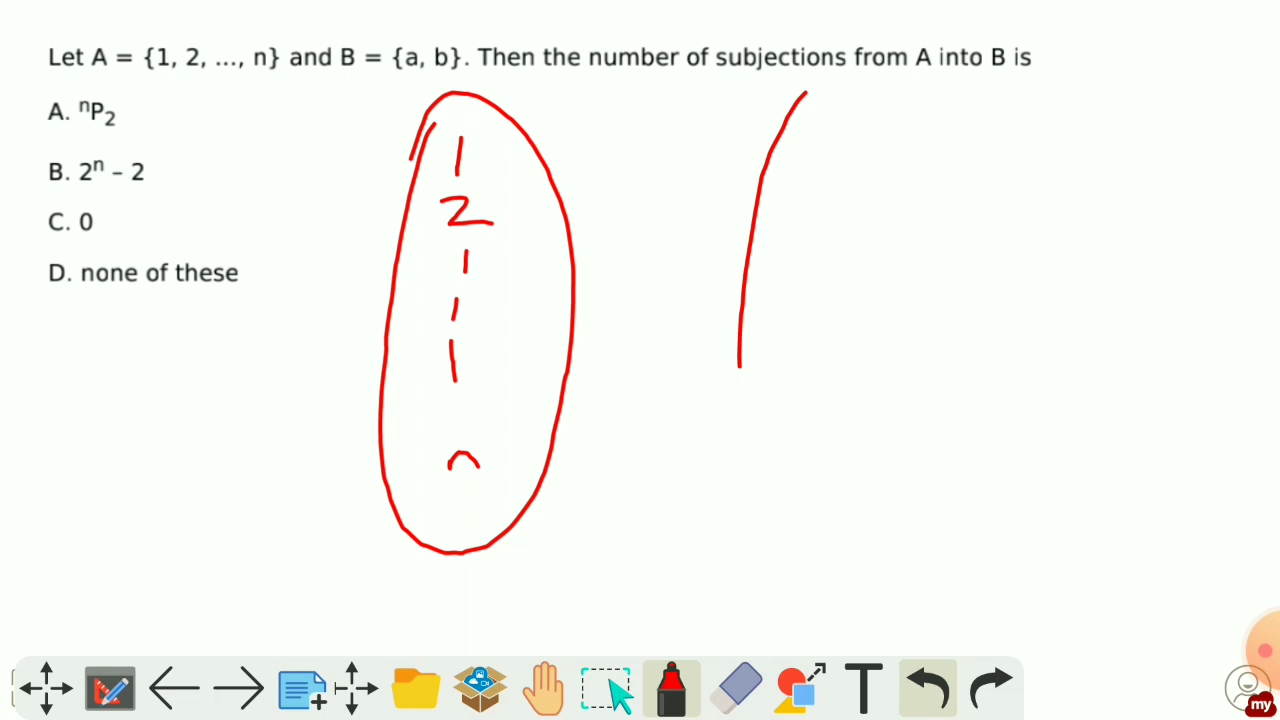 Let A = {1, 2, ..., n} and B = {a, b}. Then the number of subjections from A into B is
A. ⁿP₂
B. 2ⁿ – 2
C. 0
D. none of these
1
2
n
T
my